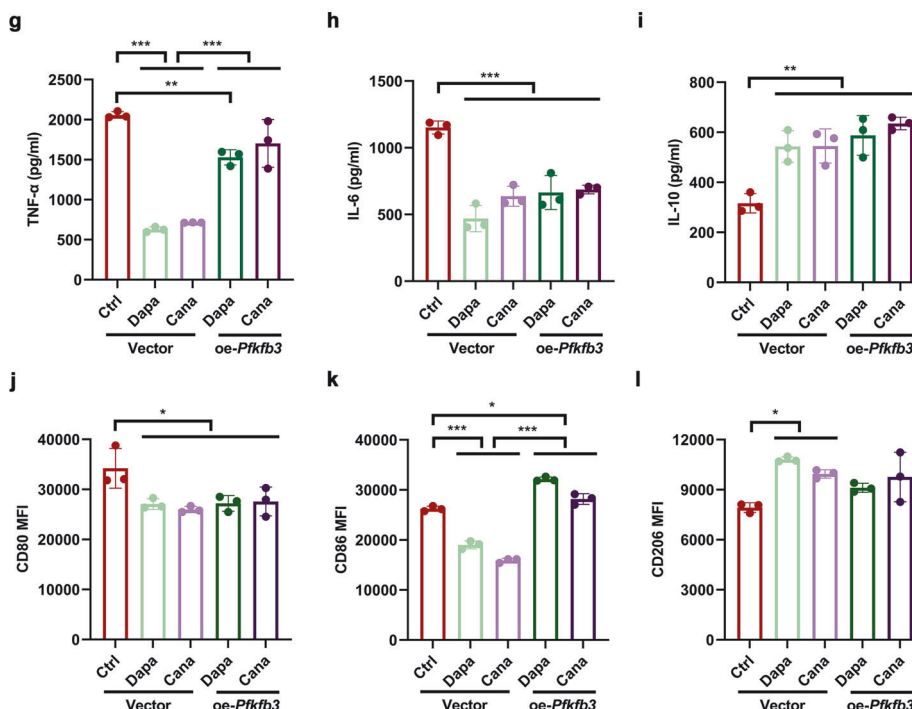 g
*** ***
**
TNF-α (pg/ml)
2500
2000
1500
1000
500
0
Ctrl Dapa Cana Dapa Cana
Vector oe-Pfkfb3
h
***
IL-6 (pg/ml)
1500
1000
500
0
Ctrl Dapa Cana Dapa Cana
Vector oe-Pfkfb3
i
**
IL-10 (pg/ml)
800
600
400
200
0
Ctrl Dapa Cana Dapa Cana
Vector oe-Pfkfb3
j
*
CD80 MFI
40000
30000
20000
10000
0
Ctrl Dapa Cana Dapa Cana
Vector oe-Pfkfb3
k
*
*** ***
CD86 MFI
40000
30000
20000
10000
0
Ctrl Dapa Cana Dapa Cana
Vector oe-Pfkfb3
l
*
CD206 MFI
12000
9000
6000
3000
0
Ctrl Dapa Cana Dapa Cana
Vector oe-Pfkfb3